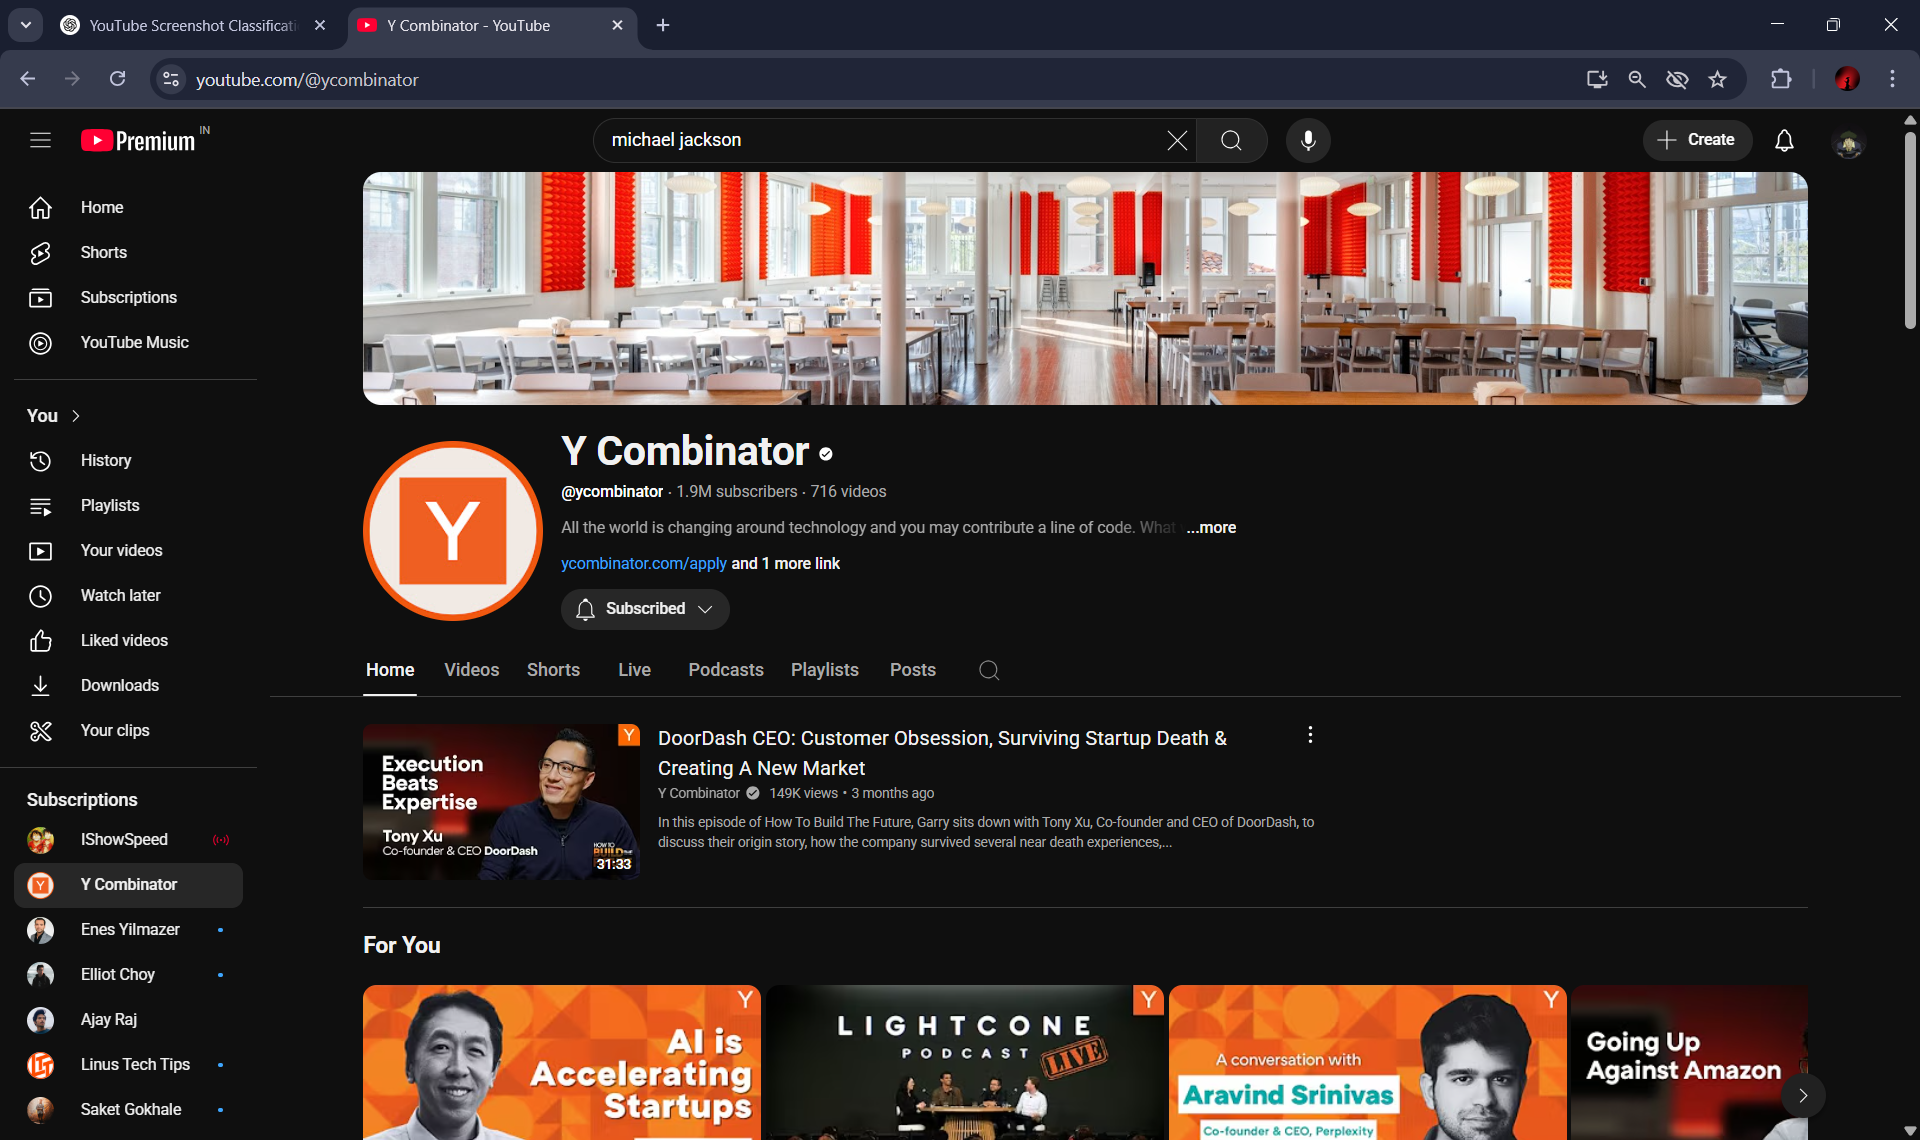 YouTube Screenshot Classificati
Y Combinator - YouTube
youtube.com/@ycombinator
Premium IN
michael jackson
Create
Home
Shorts
Subscriptions
YouTube Music
You
History
Playlists
Your videos
Watch later
Liked videos
Downloads
Your clips
Subscriptions
IShowSpeed
Y Combinator
Enes Yilmazer
Elliot Choy
Ajay Raj
Linus Tech Tips
Saket Gokhale
Y
Y Combinator
@ycombinator · 1.9M subscribers · 716 videos
All the world is changing around technology and you may contribute a line of code. What ...more
ycombinator.com/apply and 1 more link
Subscribed
Home Videos Shorts Live Podcasts Playlists Posts
Y
Execution
Beats
Expertise
Tony Xu
Co-founder & CEO DoorDash
HOW TO
BUILD
31:33
DoorDash CEO: Customer Obsession, Surviving Startup Death &
Creating A New Market
Y Combinator 149K views • 3 months ago
In this episode of How To Build The Future, Garry sits down with Tony Xu, Co-founder and CEO of DoorDash, to
discuss their origin story, how the company survived several near death experiences,...
For You
Y
AI is
Accelerating
Startups
Y
LIGHTCONE
PODCAST
LIVE
Y
A conversation with
Aravind Srinivas
Co-founder & CEO, Perplexity
Going Up
Against Amazon